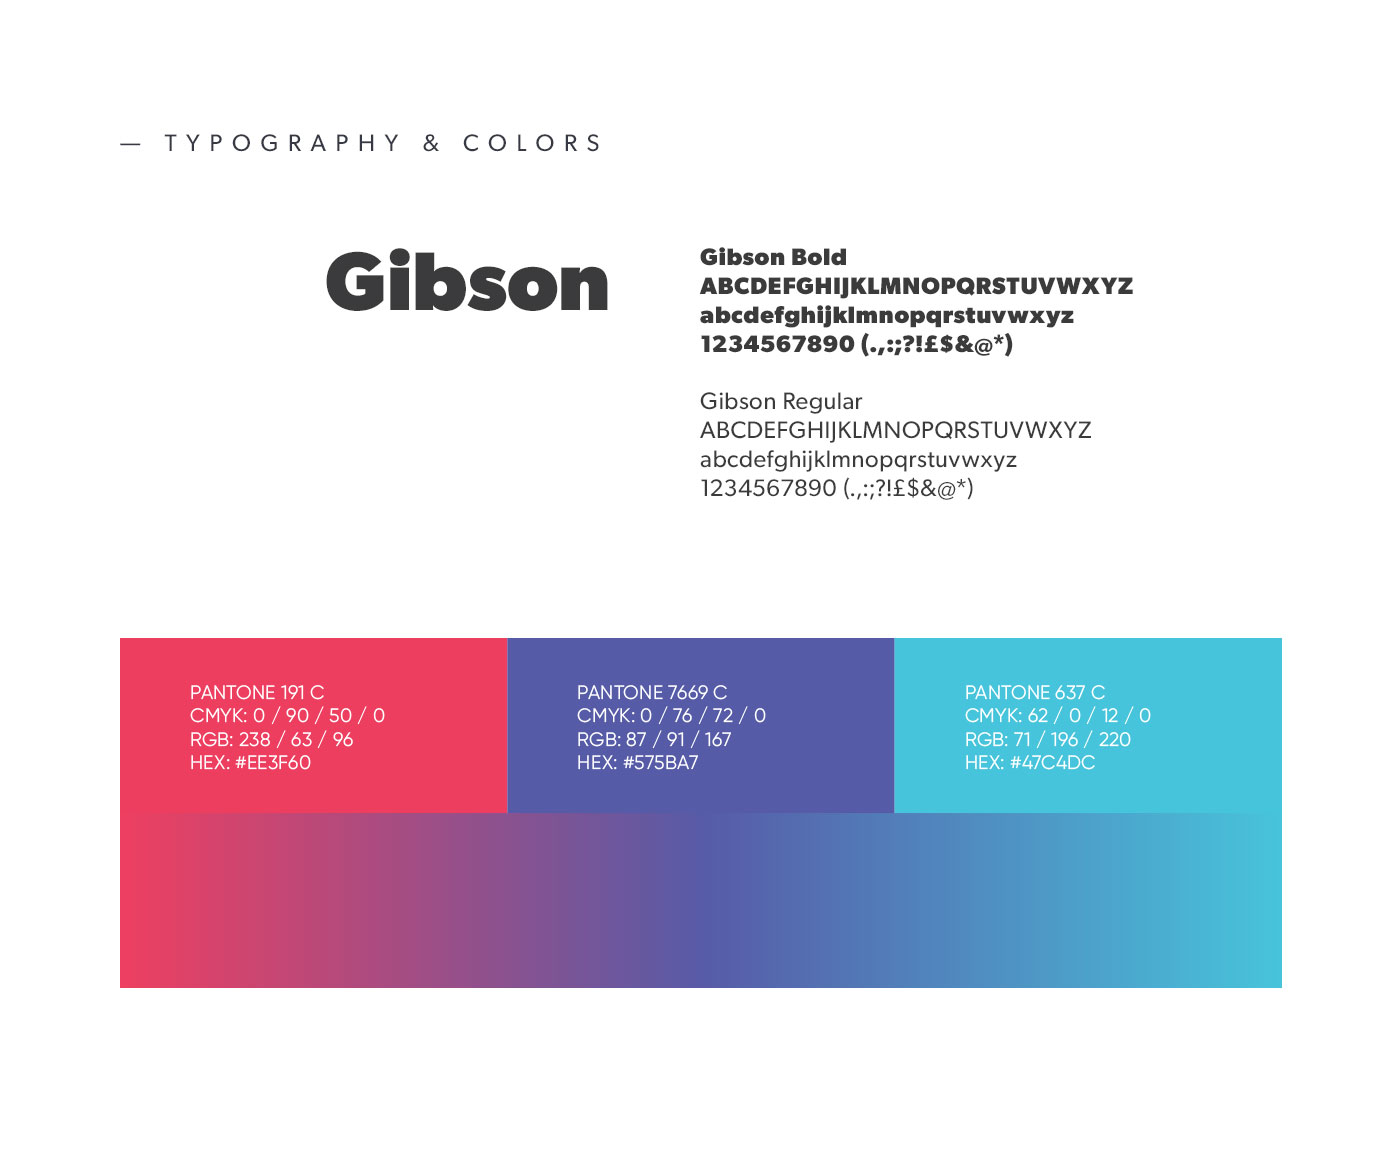 — TYPOGRAPHY & COLORS
Gibson
Gibson Bold
ABCDEFGHIJKLMNOPQRSTUVWXYZ
abcdefghijklmnopqrstuvwxyz
1234567890 (.,:;?!£$&@*)
Gibson Regular
ABCDEFGHIJKLMNOPQRSTUVWXYZ
abcdefghijklmnopqrstuvwxyz
1234567890 (.,:;?!£$&@*)
PANTONE 191 C
CMYK: 0 / 90 / 50 / 0
RGB: 238 / 63 / 96
HEX: #EE3F60
PANTONE 7669 C
CMYK: 0 / 76 / 72 / 0
RGB: 87 / 91 / 167
HEX: #575BA7
PANTONE 637 C
CMYK: 62 / 0 / 12 / 0
RGB: 71 / 196 / 220
HEX: #47C4DC